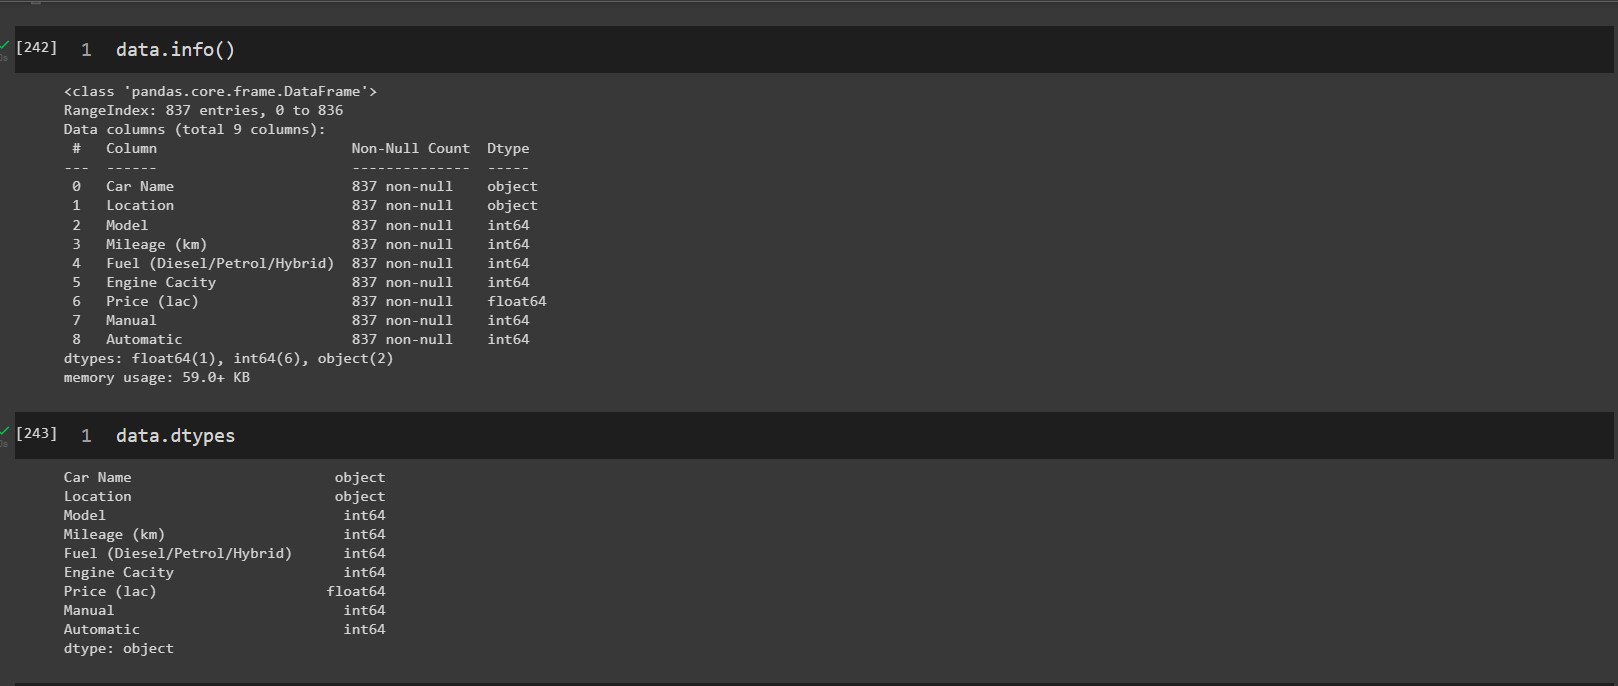 [242] 1 data.info()
<class 'pandas.core.frame.DataFrame'>
RangeIndex: 837 entries, 0 to 836
Data columns (total 9 columns):
 #   Column                       Non-Null Count  Dtype
---  ------                       --------------  -----
 0   Car Name                     837 non-null    object
 1   Location                     837 non-null    object
 2   Model                        837 non-null    int64
 3   Mileage (km)                 837 non-null    int64
 4   Fuel (Diesel/Petrol/Hybrid)  837 non-null    int64
 5   Engine Cacity                837 non-null    int64
 6   Price (lac)                  837 non-null    float64
 7   Manual                       837 non-null    int64
 8   Automatic                    837 non-null    int64
dtypes: float64(1), int64(6), object(2)
memory usage: 59.0+ KB
[243] 1 data.dtypes
Car Name                        object
Location                        object
Model                            int64
Mileage (km)                     int64
Fuel (Diesel/Petrol/Hybrid)      int64
Engine Cacity                    int64
Price (lac)                    float64
Manual                           int64
Automatic                        int64
dtype: object